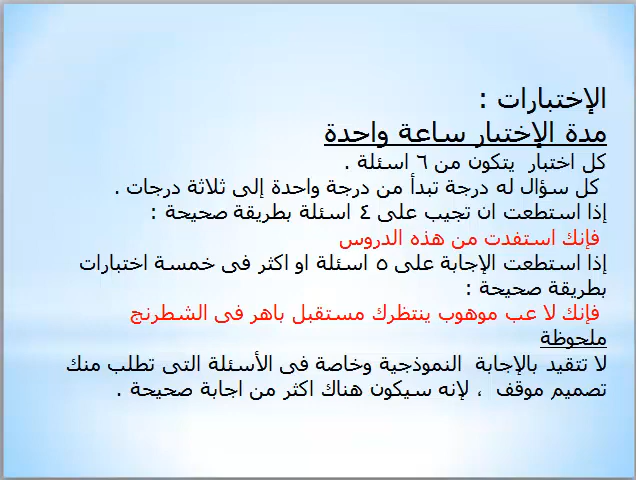 الإختبارات :
مدة الإختبار ساعة واحدة
كل اختبار يتكون من ٦ اسئلة .
كل سؤال له درجة تبدأ من درجة واحدة إلى ثلاثة درجات .
إذا استطعت ان تجيب على ٤ اسئلة بطريقة صحيحة :
فإنك استفدت من هذه الدروس
إذا استطعت الإجابة على ٥ اسئلة او اكثر فى خمسة اختبارات
بطريقة صحيحة :
فإنك لا عب موهوب ينتظرك مستقبل باهر فى الشطرنج
ملحوظة
لا تتقيد بالإجابة النموذجية وخاصة فى الأسئلة التى تطلب منك
تصميم موقف ، لإنه سيكون هناك اكثر من اجابة صحيحة .